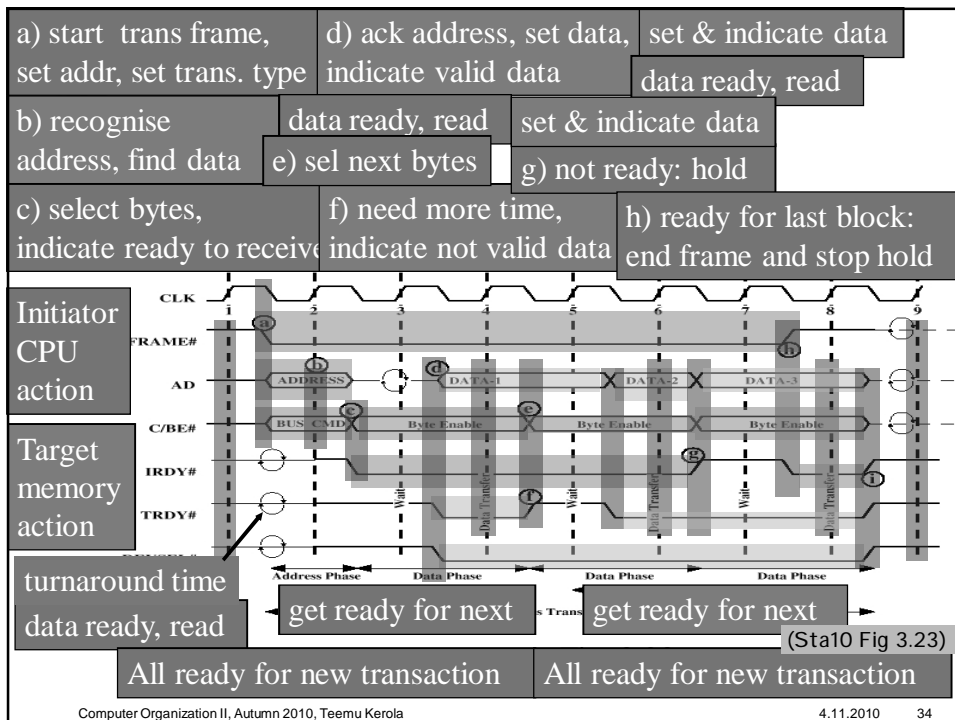 a) start trans frame,
set addr, set trans. type
d) ack address, set data,
indicate valid data
set & indicate data
data ready, read
b) recognise
address, find data
data ready, read
set & indicate data
e) sel next bytes
g) not ready: hold
c) select bytes,
indicate ready to receive
f) need more time,
indicate not valid data
h) ready for last block:
end frame and stop hold
CLK
1 2 3 4 5 6 7 8 9
Initiator
CPU
action
FRAME#
a
h
AD
b
d
ADDRESS
DATA-1
DATA-2
DATA-3
C/BE#
c
e
BUS CMD
Byte Enable
Byte Enable
Byte Enable
Target
memory
action
IRDY#
g
i
TRDY#
f
Wait
Data Transfer
Wait
Data Transfer
Wait
Data Transfer
Address Phase
Data Phase
Data Phase
Data Phase
turnaround time
data ready, read
get ready for next
get ready for next
(Sta10 Fig 3.23)
All ready for new transaction
All ready for new transaction
Computer Organization II, Autumn 2010, Teemu Kerola
4.11.2010
34